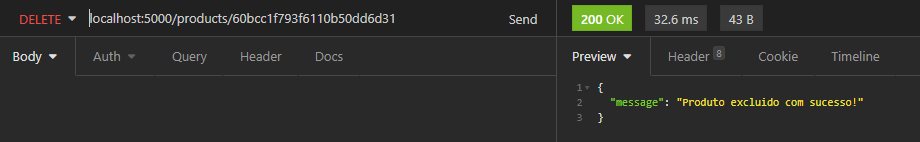 DELETE localhost:5000/products/60bcc1f793f6110b50dd6d31 Send 200 OK 32.6 ms 43 B
Body Auth Query Header Docs Preview Header 8 Cookie Timeline
1 {
2 "message": "Produto excluido com sucesso!"
3 }